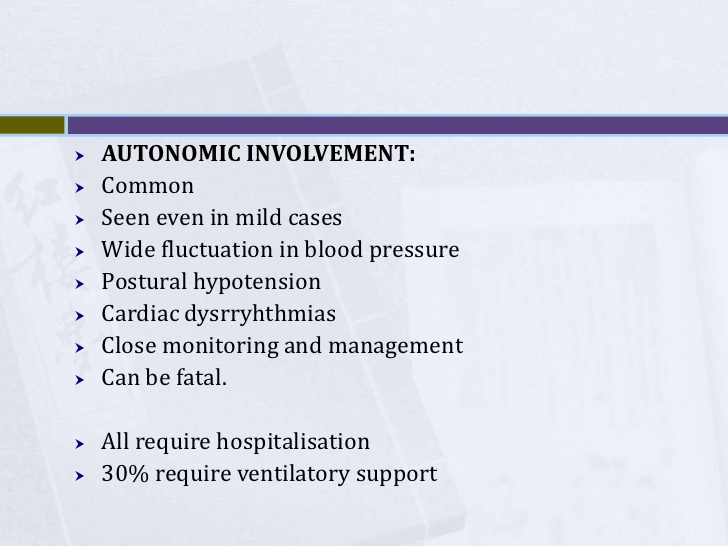 AUTONOMIC INVOLVEMENT:
Common
Seen even in mild cases
Wide fluctuation in blood pressure
Postural hypotension
Cardiac dysrryhthmias
Close monitoring and management
Can be fatal.
All require hospitalisation
30% require ventilatory support